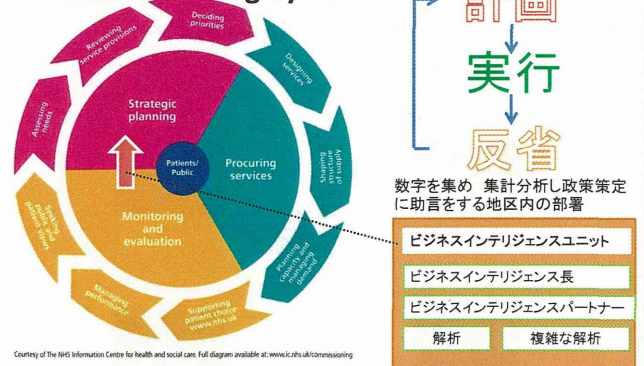 Deciding
priorities
Reviewing
service provisions
Designing
services
Assessing
needs
Shaping
structure
of supply
Strategic
planning
Patients/
Public
Procuring
services
Monitoring
and
evaluation
Seeking
public and
patient views
Planning
capacity and
managing
demand
Managing
performance
Supporting
patient choice
www.nhs.uk
Courtesy of The NHS Information Centre for health and social care. Full diagram available at: www.ic.nhs.uk/commissioning
計画
実行
反省
数字を集め 集計分析し政策策定
に助言をする地区内の部署
ビジネスインテリジェンスユニット
ビジネスインテリジェンス長
ビジネスインテリジェンスパートナー
解析
複雑な解析